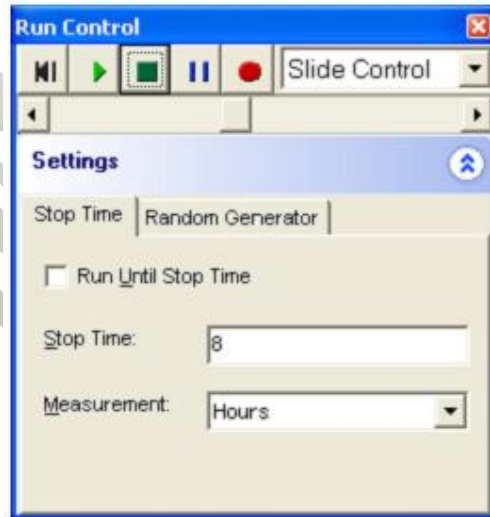 Run Control
Slide Control
Settings
Stop Time
Random Generator
Run Until Stop Time
Stop Time:
8
Measurement:
Hours